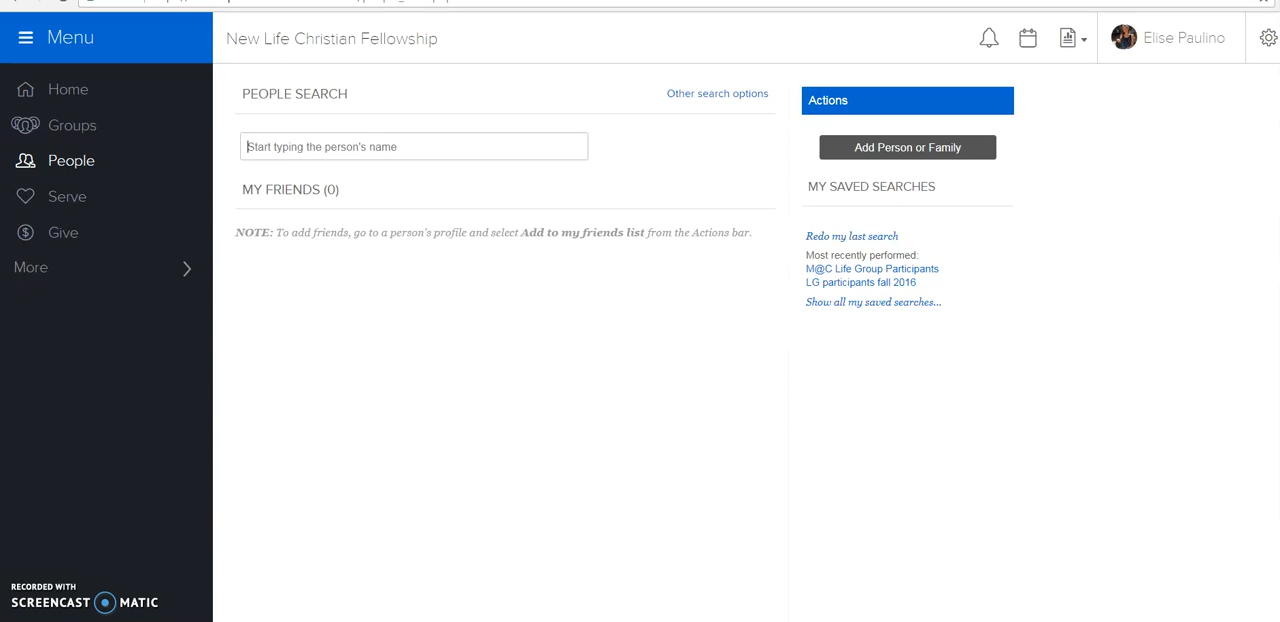 Menu
New Life Christian Fellowship
Elise Paulino
Home
Groups
People
Serve
Give
More
PEOPLE SEARCH
Other search options
Start typing the person's name
MY FRIENDS (0)
NOTE: To add friends, go to a person's profile and select Add to my friends list from the Actions bar.
Actions
Add Person or Family
MY SAVED SEARCHES
Redo my last search
Most recently performed:
M@C Life Group Participants
LG participants fall 2016
Show all my saved searches...
RECORDED WITH
SCREENCAST MATIC